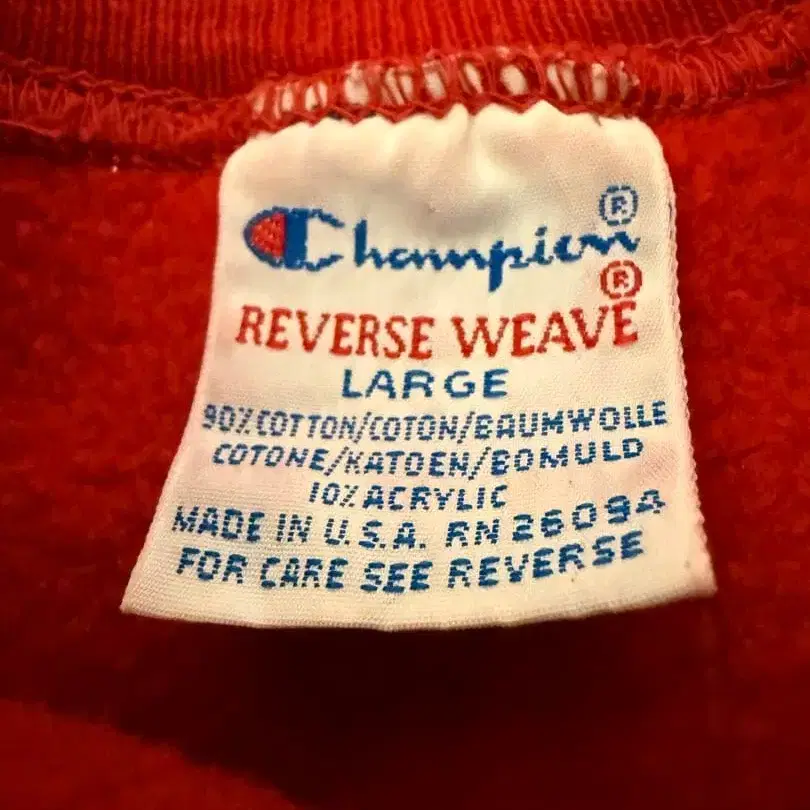 Champion®
REVERSE WEAVE®
LARGE
90% COTTON/COTON/BAUMWOLLE
COTONE/KATOEN/BOMULD
10% ACRYLIC
MADE IN U.S.A. RN 26094
FOR CARE SEE REVERSE